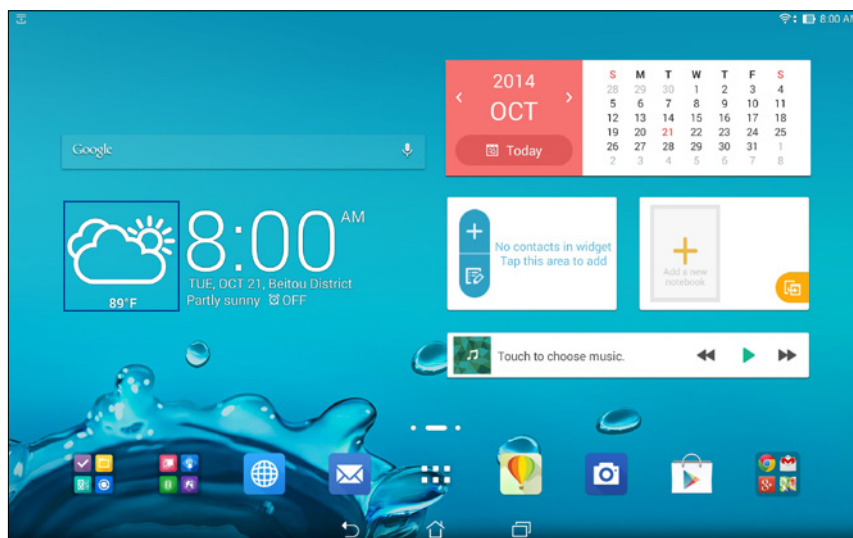 8:00 AM
Google
2014
OCT
Today
S M T W T F S
28 29 30 1 2 3 4
5 6 7 8 9 10 11
12 13 14 15 16 17 18
19 20 21 22 23 24 25
26 27 28 29 30 31 1
2 3 4 5 6 7 8
89°F
8:00 AM
TUE, OCT 21, Beitou District
Partly sunny OFF
No contacts in widget
Tap this area to add
Add a new
notebook
Touch to choose music.